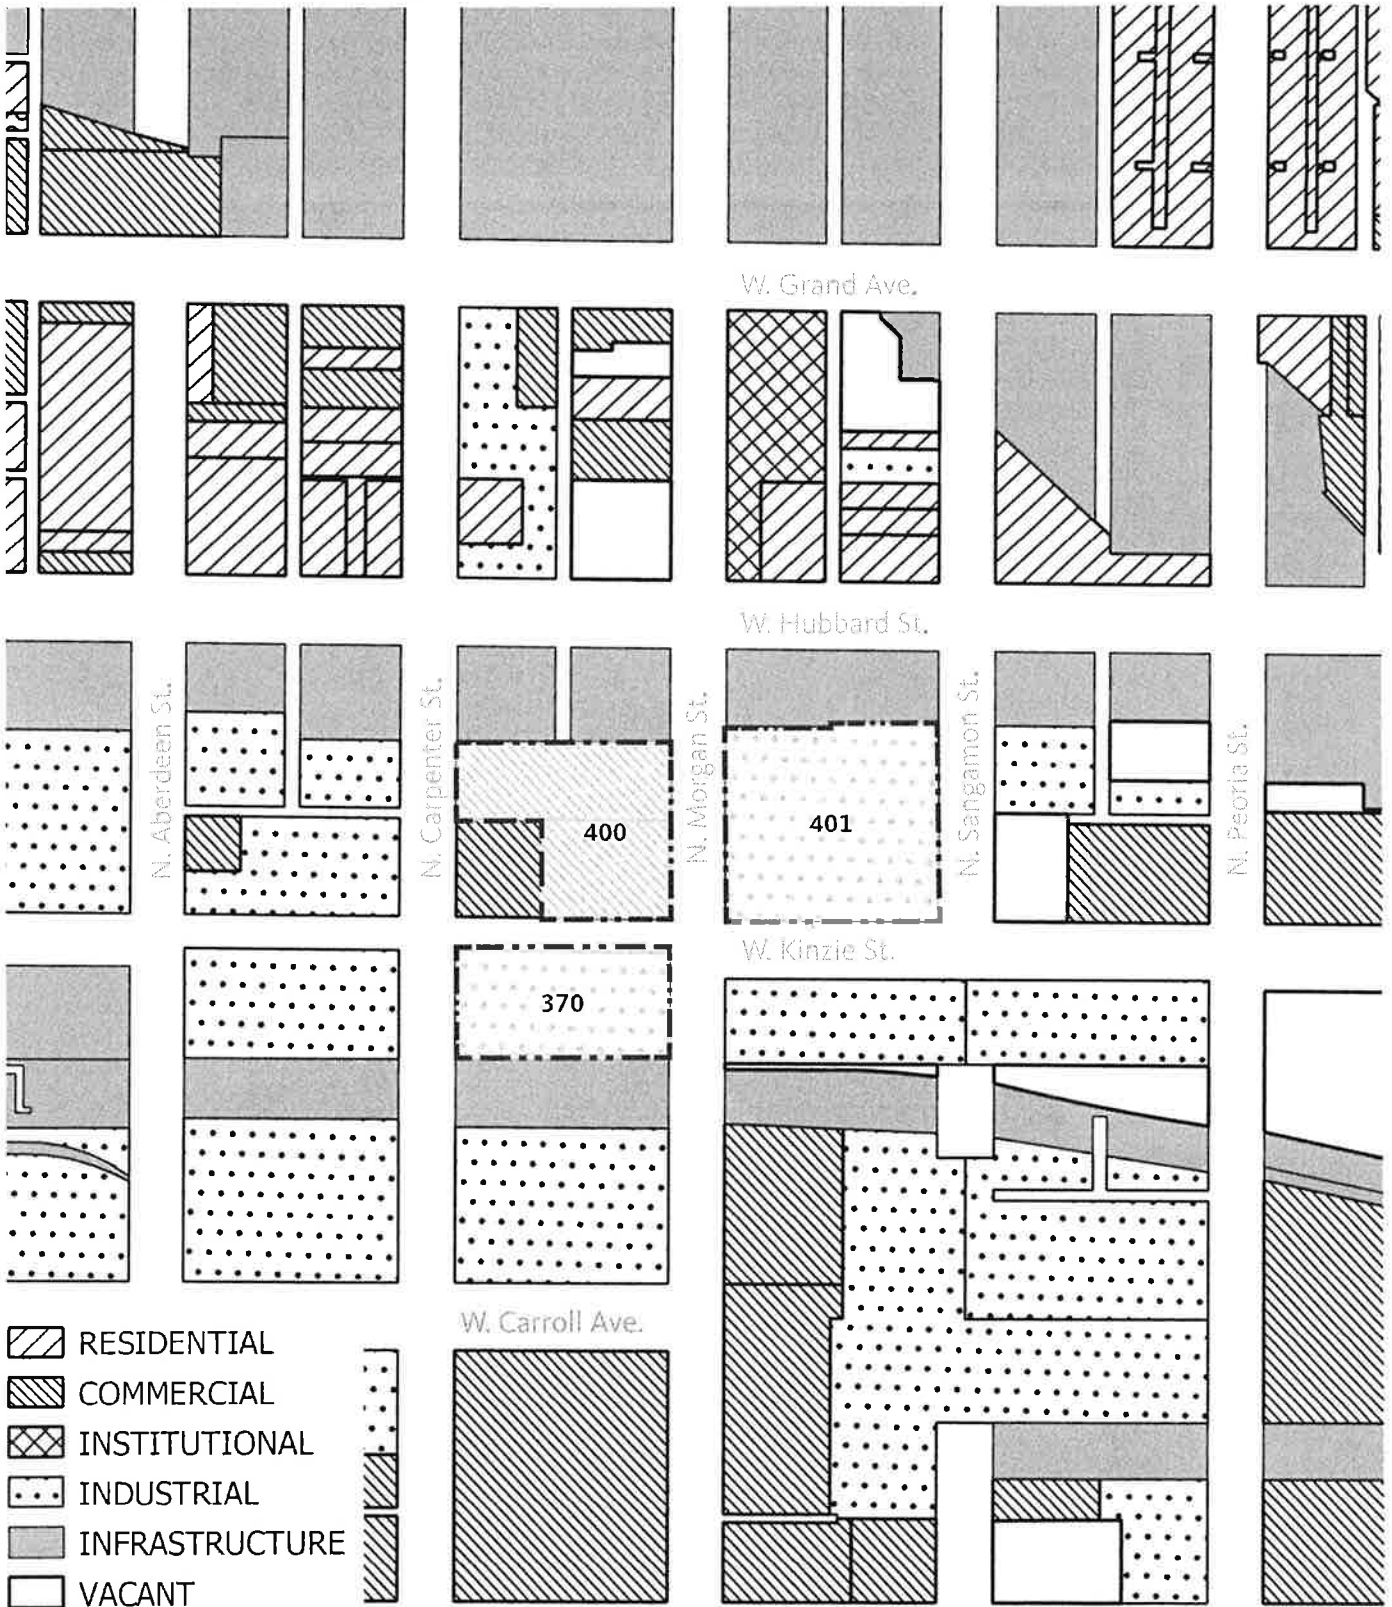 W. Grand Ave.
W. Hubbard St.
N. Aberdeen St.
N. Carpenter St.
N. Morgan St.
N. Sangamon St.
N. Peoria St.
400
401
W. Kinzie St.
370
W. Carroll Ave.
RESIDENTIAL
COMMERCIAL
INSTITUTIONAL
INDUSTRIAL
INFRASTRUCTURE
VACANT